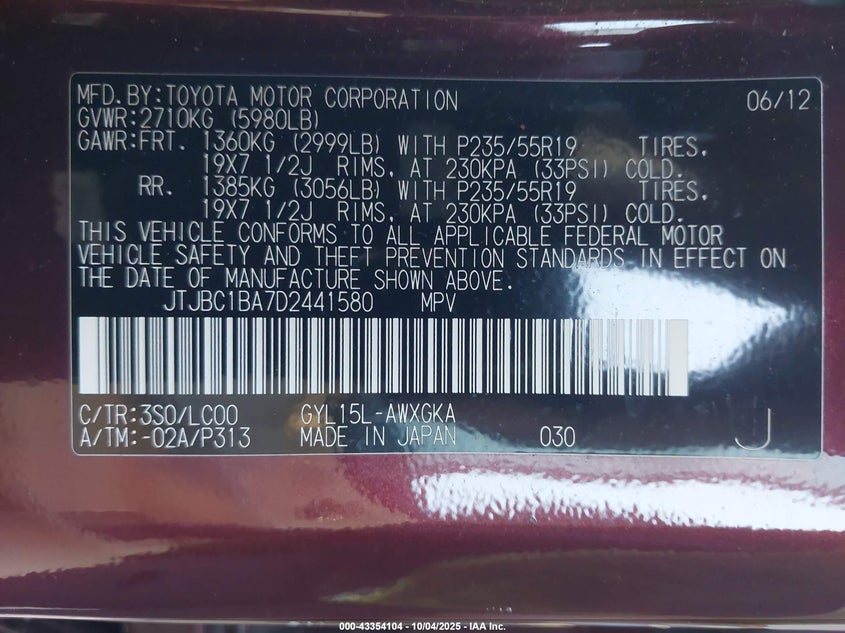 MFD.BY:TOYOTA MOTOR CORPORATION 06/12
GVWR:2710KG (5980LB)
GAWR:FRT. 1360KG (2999LB) WITH P235/55R19 TIRES,
19X7 1/2J RIMS, AT 230KPA (33PSI) COLD.
RR. 1385KG (3056LB) WITH P235/55R19 TIRES,
19X7 1/2J RIMS, AT 230KPA (33PSI) COLD.
THIS VEHICLE CONFORMS TO ALL APPLICABLE FEDERAL MOTOR
VEHICLE SAFETY AND THEFT PREVENTION STANDARDS IN EFFECT ON
THE DATE OF MANUFACTURE SHOWN ABOVE.
JTJBC1BA7D2441580 MPV
C/TR:3S0/LC00 GYL15L-AWXGKA
A/TM:-02A/P313 MADE IN JAPAN 030 J
000-43354104 - 10/04/2025 - IAA Inc.